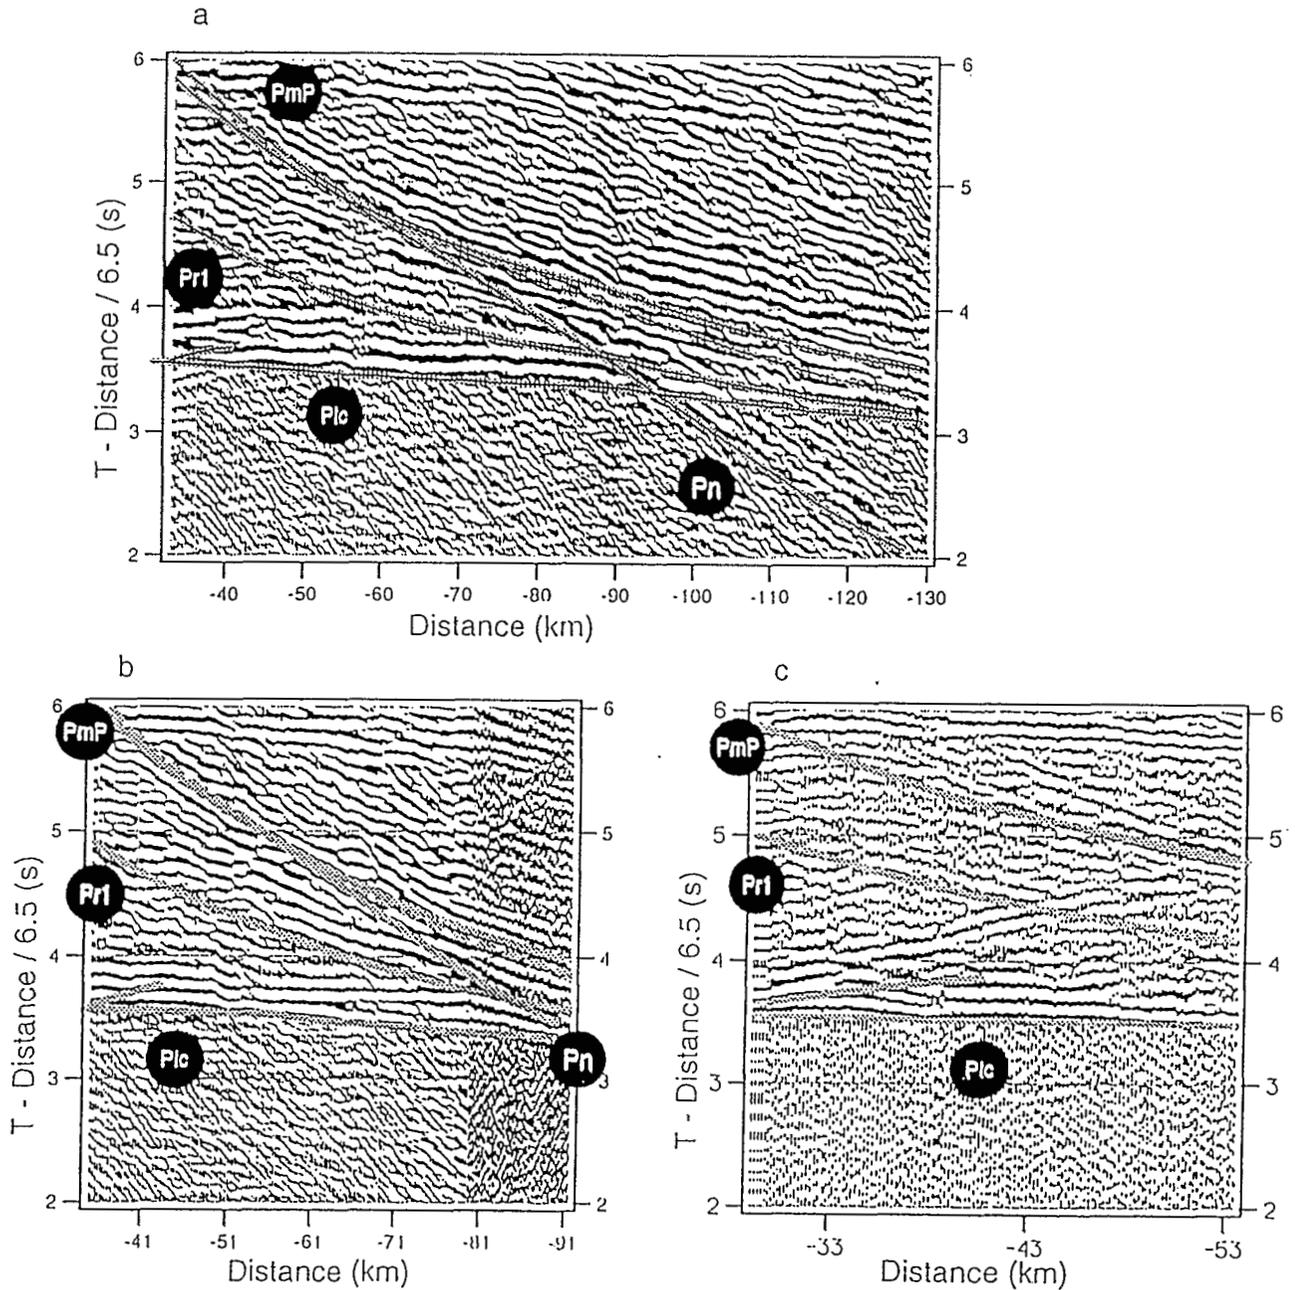 a
6
5
4
3
2
T - Distance / 6.5 (s)
PmP
Pr1
Plc
Pn
6
5
4
3
2
-40 -50 -60 -70 -80 -90 -100 -110 -120 -130
Distance (km)
b
6
5
4
3
2
T - Distance / 6.5 (s)
PmP
Pr1
Plc
Pn
6
5
4
3
2
-41 -51 -61 -71 -81 -91
Distance (km)
c
6
5
4
3
2
T - Distance / 6.5 (s)
PmP
Pr1
Plc
6
5
4
3
2
-33 -43 -53
Distance (km)